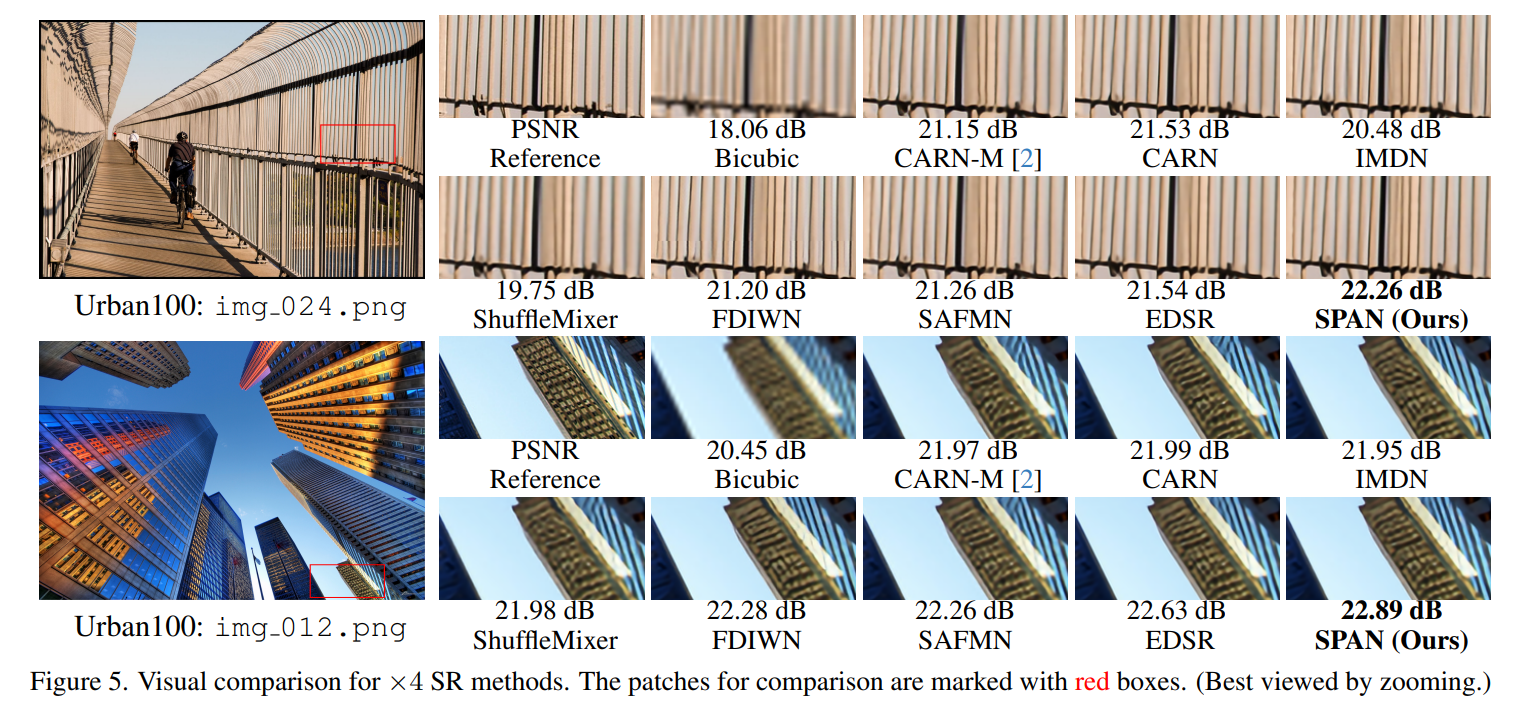 PSNR 18.06 dB 21.15 dB 21.53 dB 20.48 dB
Reference Bicubic CARN-M [2] CARN IMDN
19.75 dB 21.20 dB 21.26 dB 21.54 dB 22.26 dB
ShuffleMixer FDIWN SAFMN EDSR SPAN (Ours)
Urban100: img_024.png
PSNR 20.45 dB 21.97 dB 21.99 dB 21.95 dB
Reference Bicubic CARN-M [2] CARN IMDN
21.98 dB 22.28 dB 22.26 dB 22.63 dB 22.89 dB
ShuffleMixer FDIWN SAFMN EDSR SPAN (Ours)
Urban100: img_012.png
Figure 5. Visual comparison for ×4 SR methods. The patches for comparison are marked with red boxes. (Best viewed by zooming.)